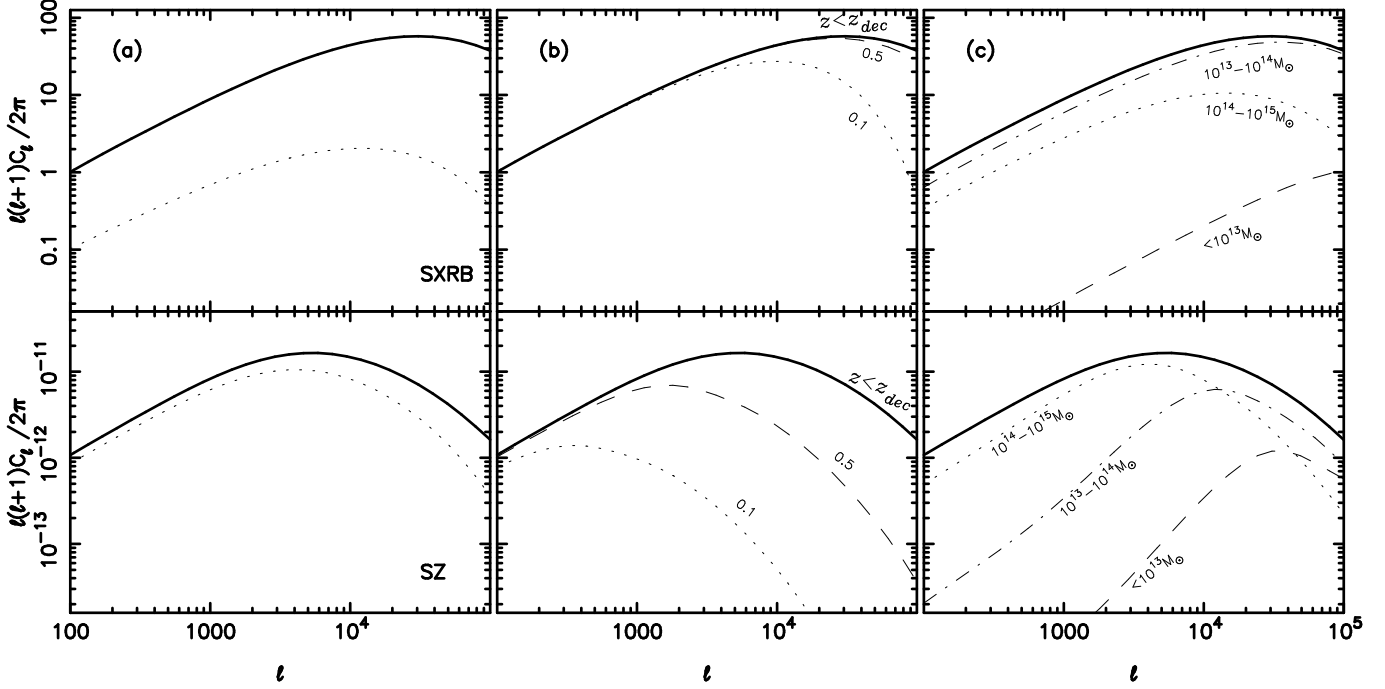 100
10
1
0.1
ℓ(ℓ+1)Cℓ/2π
(a)
SXRB
(b)
z<z_dec
0.5
0.1
(c)
10^13−10^14M⊙
10^14−10^15M⊙
<10^13M⊙
10^−11
10^−12
10^−13
ℓ(ℓ+1)Cℓ/2π
SZ
z<z_dec
0.5
0.1
10^14−10^15M⊙
10^13−10^14M⊙
<10^13M⊙
100 1000 10^4
1000 10^4
1000 10^4 10^5
ℓ ℓ ℓ